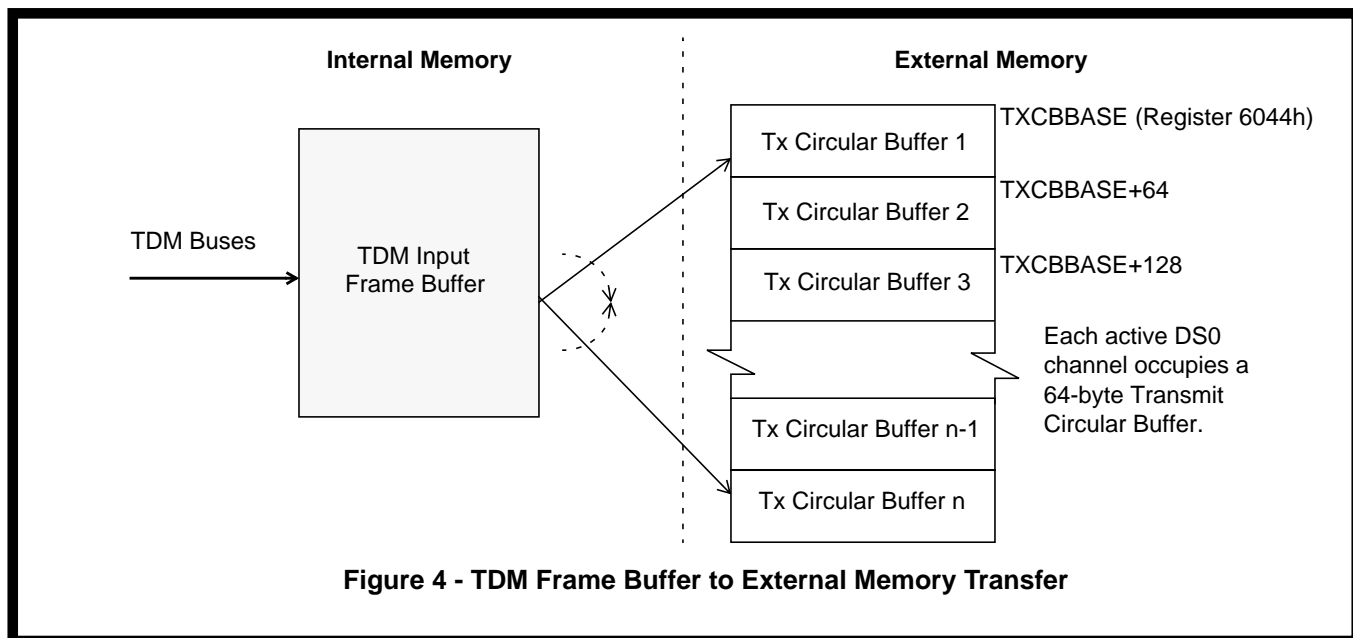 Internal Memory
External Memory
TDM Buses
TDM Input
Frame Buffer
Tx Circular Buffer 1
TXCBBASE (Register 6044h)
Tx Circular Buffer 2
TXCBBASE+64
Tx Circular Buffer 3
TXCBBASE+128
Each active DS0
channel occupies a
64-byte Transmit
Circular Buffer.
Tx Circular Buffer n-1
Tx Circular Buffer n
Figure 4 - TDM Frame Buffer to External Memory Transfer